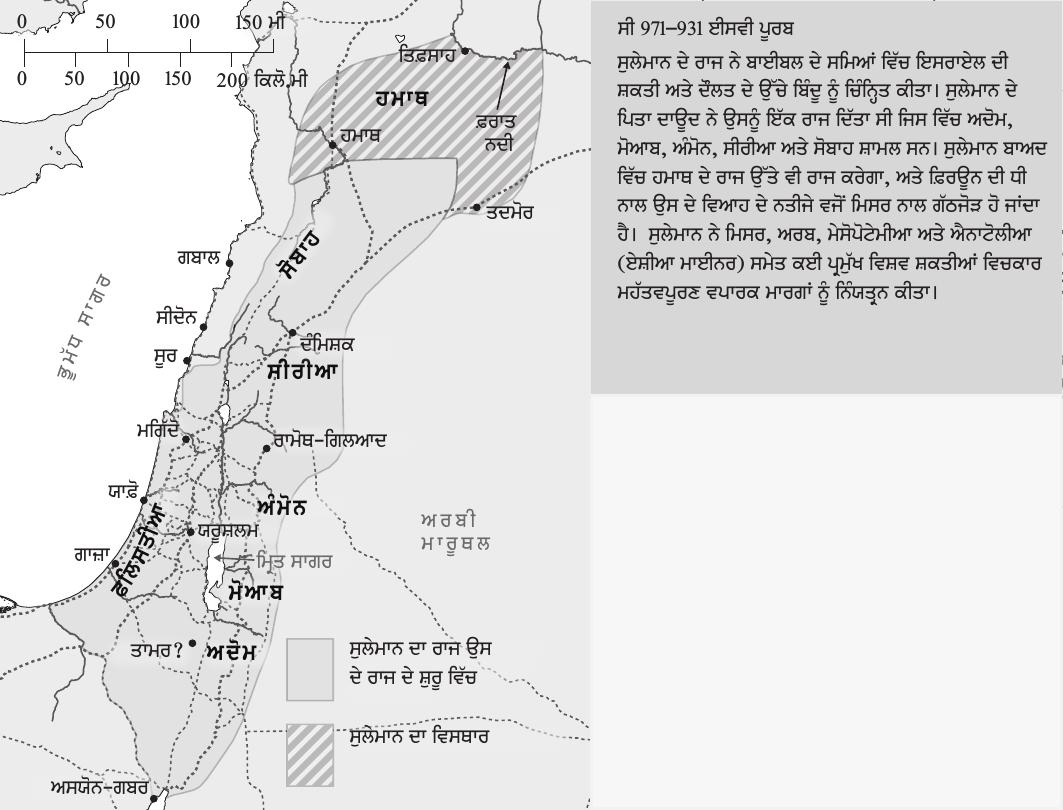 0 50 100 150 ਮੀ
0 50 100 150 200 ਕਿਲੋ.ਮੀ
ਤਿਫ਼ਸਾਹ
ਹਮਾਥ
ਫ਼ਰਾਤ
ਨਦੀ
ਹਮਾਥ
ਤਦਮੋਰ
ਸੋਬਾਹ
ਗਬਾਲ
ਭੂਮੱਧ ਸਾਗਰ
ਸੀਦੋਨ
ਦੰਮਿਸ਼ਕ
ਸੂਰ
ਸੀਰੀਆ
ਮਗਿੱਦੋ
ਰਾਮੋਥ-ਗਿਲਆਦ
ਯਾਫ਼ੋ
ਅੰਮੋਨ
ਅਰਬੀ
ਮਾਰੂਥਲ
ਫਲਿਸਤੀਆ
ਯਰੂਸ਼ਲਮ
ਗਾਜ਼ਾ
ਮ੍ਰਿਤ ਸਾਗਰ
ਮੋਆਬ
ਤਾਮਰ?
ਅਦੋਮ
ਸੁਲੇਮਾਨ ਦਾ ਰਾਜ ਉਸ
ਦੇ ਰਾਜ ਦੇ ਸ਼ੁਰੂ ਵਿੱਚ
ਸੁਲੇਮਾਨ ਦਾ ਵਿਸਥਾਰ
ਅਸਯੋਨ-ਗਬਰ
ਸੀ 971–931 ਈਸਵੀ ਪੂਰਬ
ਸੁਲੇਮਾਨ ਦੇ ਰਾਜ ਨੇ ਬਾਈਬਲ ਦੇ ਸਮਿਆਂ ਵਿੱਚ ਇਸਰਾਏਲ ਦੀ
ਸ਼ਕਤੀ ਅਤੇ ਦੌਲਤ ਦੇ ਉੱਚੇ ਬਿੰਦੂ ਨੂੰ ਚਿੰਨ੍ਹਿਤ ਕੀਤਾ। ਸੁਲੇਮਾਨ ਦੇ
ਪਿਤਾ ਦਾਊਦ ਨੇ ਉਸਨੂੰ ਇੱਕ ਰਾਜ ਦਿੱਤਾ ਸੀ ਜਿਸ ਵਿੱਚ ਅਦੋਮ,
ਮੋਆਬ, ਅੰਮੋਨ, ਸੀਰੀਆ ਅਤੇ ਸੋਬਾਹ ਸ਼ਾਮਲ ਸਨ। ਸੁਲੇਮਾਨ ਬਾਅਦ
ਵਿੱਚ ਹਮਾਥ ਦੇ ਰਾਜ ਉੱਤੇ ਵੀ ਰਾਜ ਕਰੇਗਾ, ਅਤੇ ਫ਼ਿਰਊਨ ਦੀ ਧੀ
ਨਾਲ ਉਸ ਦੇ ਵਿਆਹ ਦੇ ਨਤੀਜੇ ਵਜੋਂ ਮਿਸਰ ਨਾਲ ਗੱਠਜੋੜ ਹੋ ਜਾਂਦਾ
ਹੈ। ਸੁਲੇਮਾਨ ਨੇ ਮਿਸਰ, ਅਰਬ, ਮੇਸੋਪੋਟੇਮੀਆ ਅਤੇ ਐਨਾਟੋਲੀਆ
(ਏਸ਼ੀਆ ਮਾਈਨਰ) ਸਮੇਤ ਕਈ ਪ੍ਰਮੁੱਖ ਵਿਸ਼ਵ ਸ਼ਕਤੀਆਂ ਵਿਚਕਾਰ
ਮਹੱਤਵਪੂਰਣ ਵਪਾਰਕ ਮਾਰਗਾਂ ਨੂੰ ਨਿੰਯਤ੍ਰਨ ਕੀਤਾ।